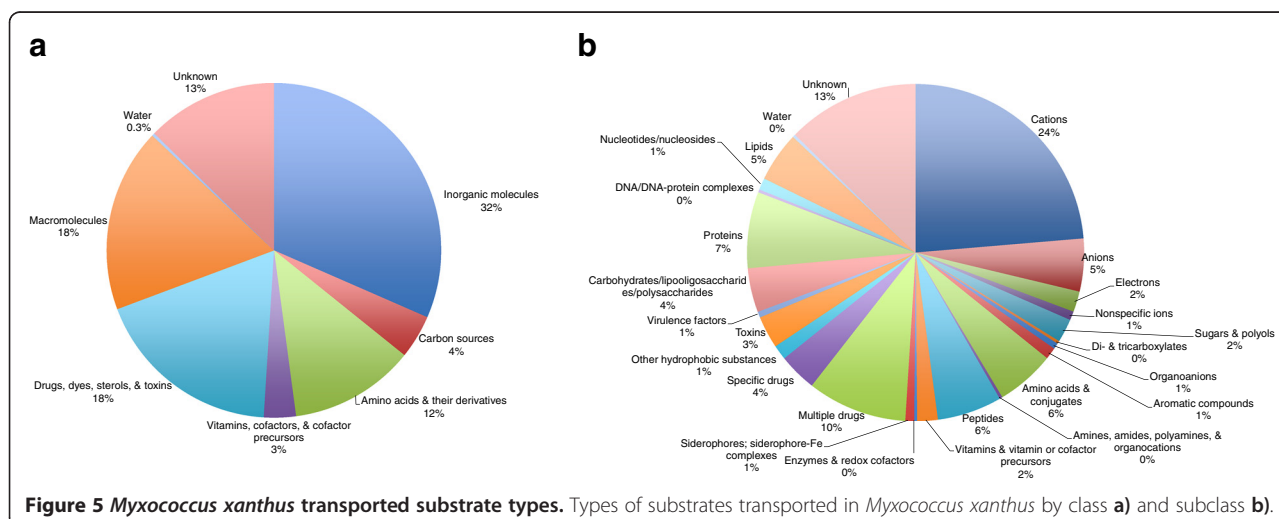 a
Unknown
13%
Water
0.3%
Macromolecules
18%
Drugs, dyes, sterols, & toxins
18%
Vitamins, cofactors, & cofactor
precursors
3%
Amino acids & their derivatives
12%
Carbon sources
4%
Inorganic molecules
32%
b
Unknown
13%
Water
0%
Lipids
5%
Nucleotides/nucleosides
1%
DNA/DNA-protein complexes
0%
Proteins
7%
Carbohydrates/lipooligosaccharid
es/polysaccharides
4%
Virulence factors
1%
Toxins
3%
Other hydrophobic substances
1%
Specific drugs
4%
Multiple drugs
10%
Siderophores; siderophore-Fe
complexes
1%
Enzymes & redox cofactors
0%
Vitamins & vitamin or cofactor
precursors
2%
Peptides
6%
Amines, amides, polyamines, &
organocations
0%
Amino acids &
conjugates
6%
Aromatic compounds
1%
Organoanions
1%
Di- & tricarboxylates
0%
Sugars & polyols
2%
Nonspecific ions
1%
Electrons
2%
Anions
5%
Cations
24%
Figure 5 Myxococcus xanthus transported substrate types. Types of substrates transported in Myxococcus xanthus by class a) and subclass b).